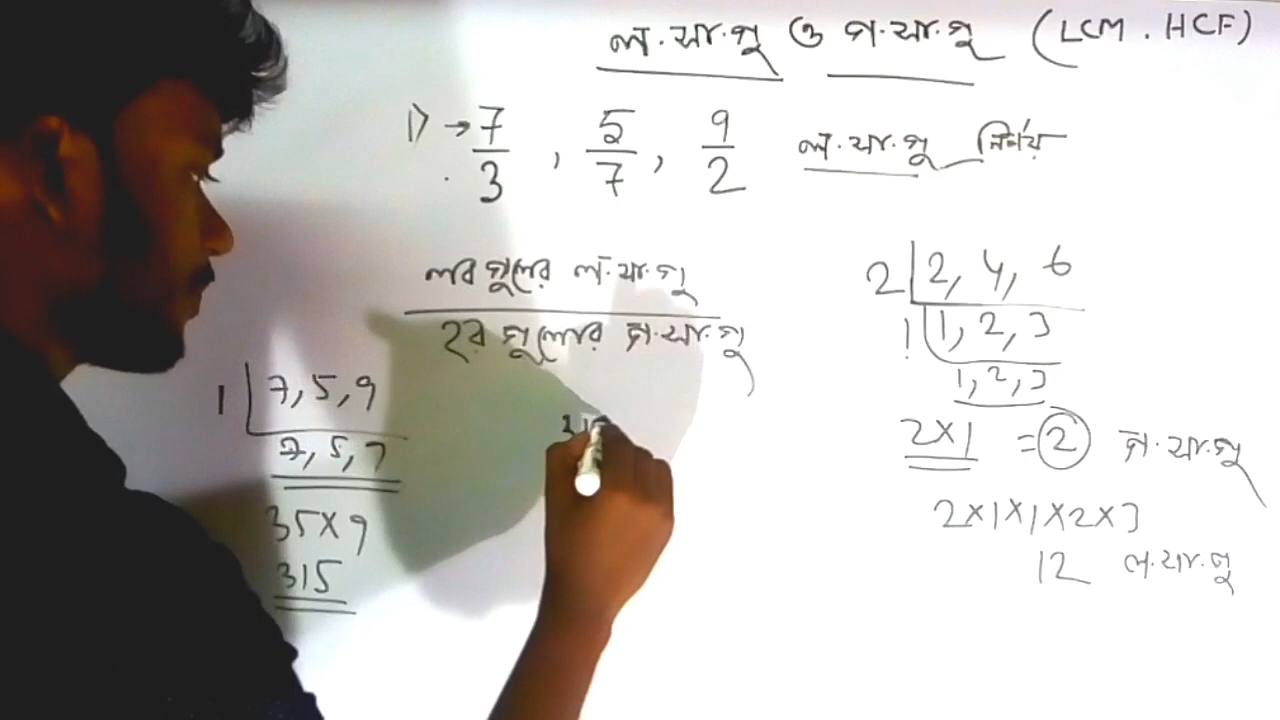 ল.সা.গু ও গ.সা.গু (LCM . HCF)
1) → 7/3 , 5/7 , 9/2 ল.সা.গু নির্ণয়
লব গুলোর ল.সা.গু
হর গুলোর গ.সা.গু
2 | 2, 4, 6
1 | 1, 2, 3
1, 2, 3
2×1 = 2 গ.সা.গু
2×1×1×2×3
12 ল.সা.গু
1 | 7, 5, 9
7, 5, 9
35×9
315
315